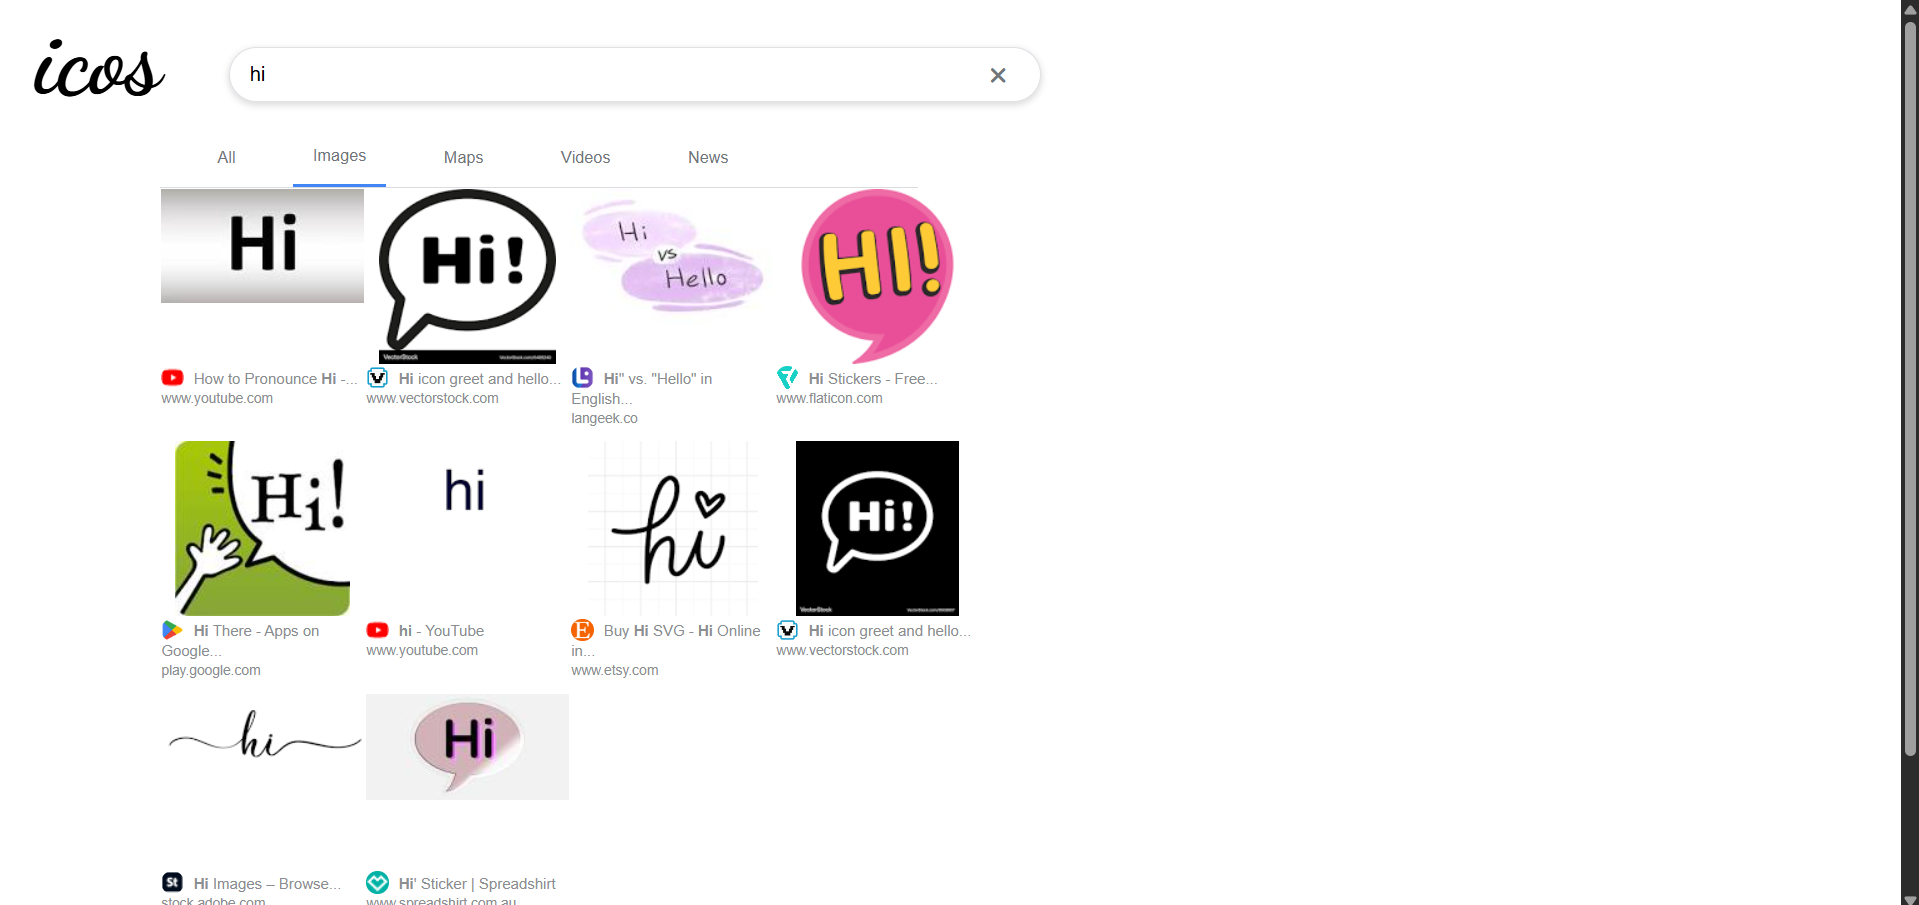 icos
hi
All
Images
Maps
Videos
News
Hi
Hi!
VectorStock
Hi
vs
Hello
HI!
How to Pronounce Hi -...
www.youtube.com
Hi icon greet and hello...
www.vectorstock.com
Hi" vs. "Hello" in
English...
langeek.co
Hi Stickers - Free...
www.flaticon.com
Hi!
hi
hi
Hi!
VectorStock
Hi There - Apps on
Google...
play.google.com
hi - YouTube
www.youtube.com
Buy Hi SVG - Hi Online
in...
www.etsy.com
Hi icon greet and hello...
www.vectorstock.com
hi
Hi
St
Hi Images – Browse...
stock.adobe.com
Hi' Sticker | Spreadshirt
www.spreadshirt.com.au